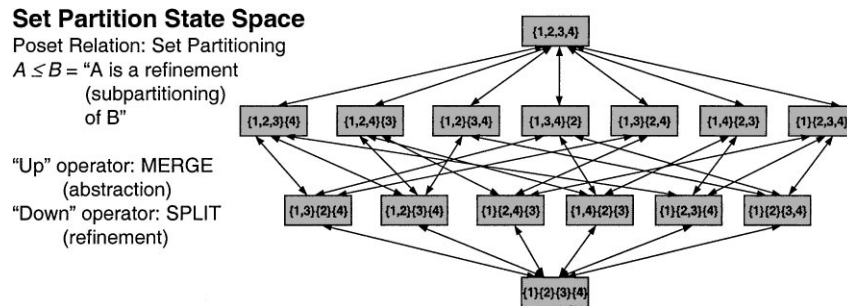 Set Partition State Space
Poset Relation: Set Partitioning
A ≤ B = "A is a refinement
(subpartitioning)
of B"
"Up" operator: MERGE
(abstraction)
"Down" operator: SPLIT
(refinement)
{1,2,3,4}
{1,2,3}{4}
{1,2,4}{3}
{1,2}{3,4}
{1,3,4}{2}
{1,3}{2,4}
{1,4}{2,3}
{1}{2,3,4}
{1,3}{2}{4}
{1,2}{3}{4}
{1}{2,4}{3}
{1,4}{2}{3}
{1}{2,3}{4}
{1}{2}{3,4}
{1}{2}{3}{4}